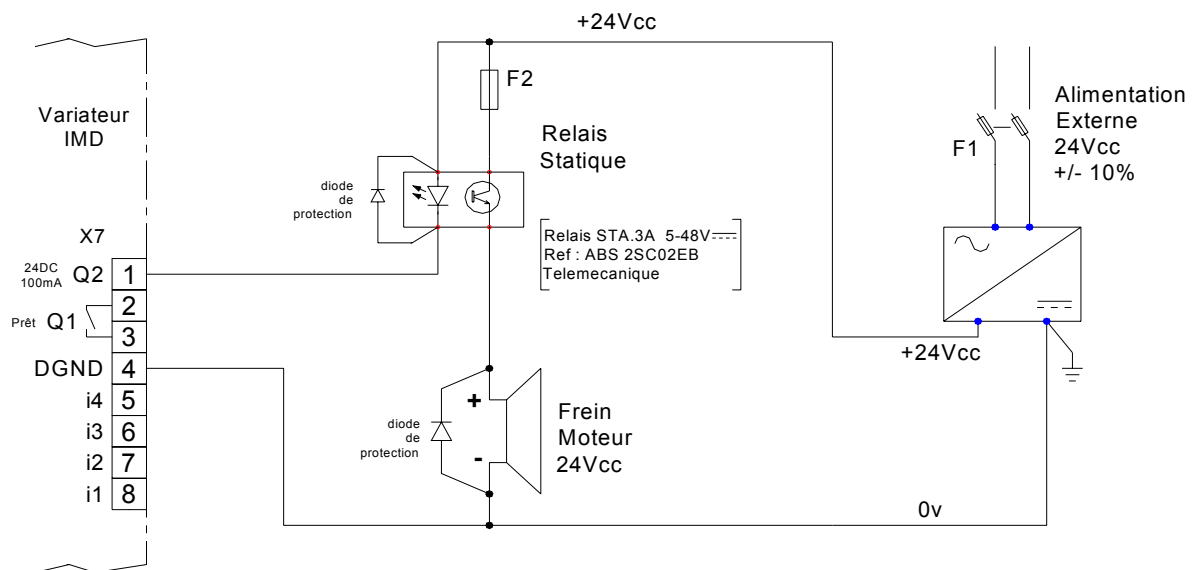 +24Vcc
F2
Variateur
IMD
Relais
Statique
F1
Alimentation
Externe
24Vcc
+/- 10%
diode
de
protection
Relais STA.3A 5-48V
Ref : ABS 2SC02EB
Telemecanique
X7
24DC
100mA
Q2
1
2
Prêt
Q1
3
DGND
4
i4
5
i3
6
i2
7
i1
8
+24Vcc
diode
de
protection
+
-
Frein
Moteur
24Vcc
0v